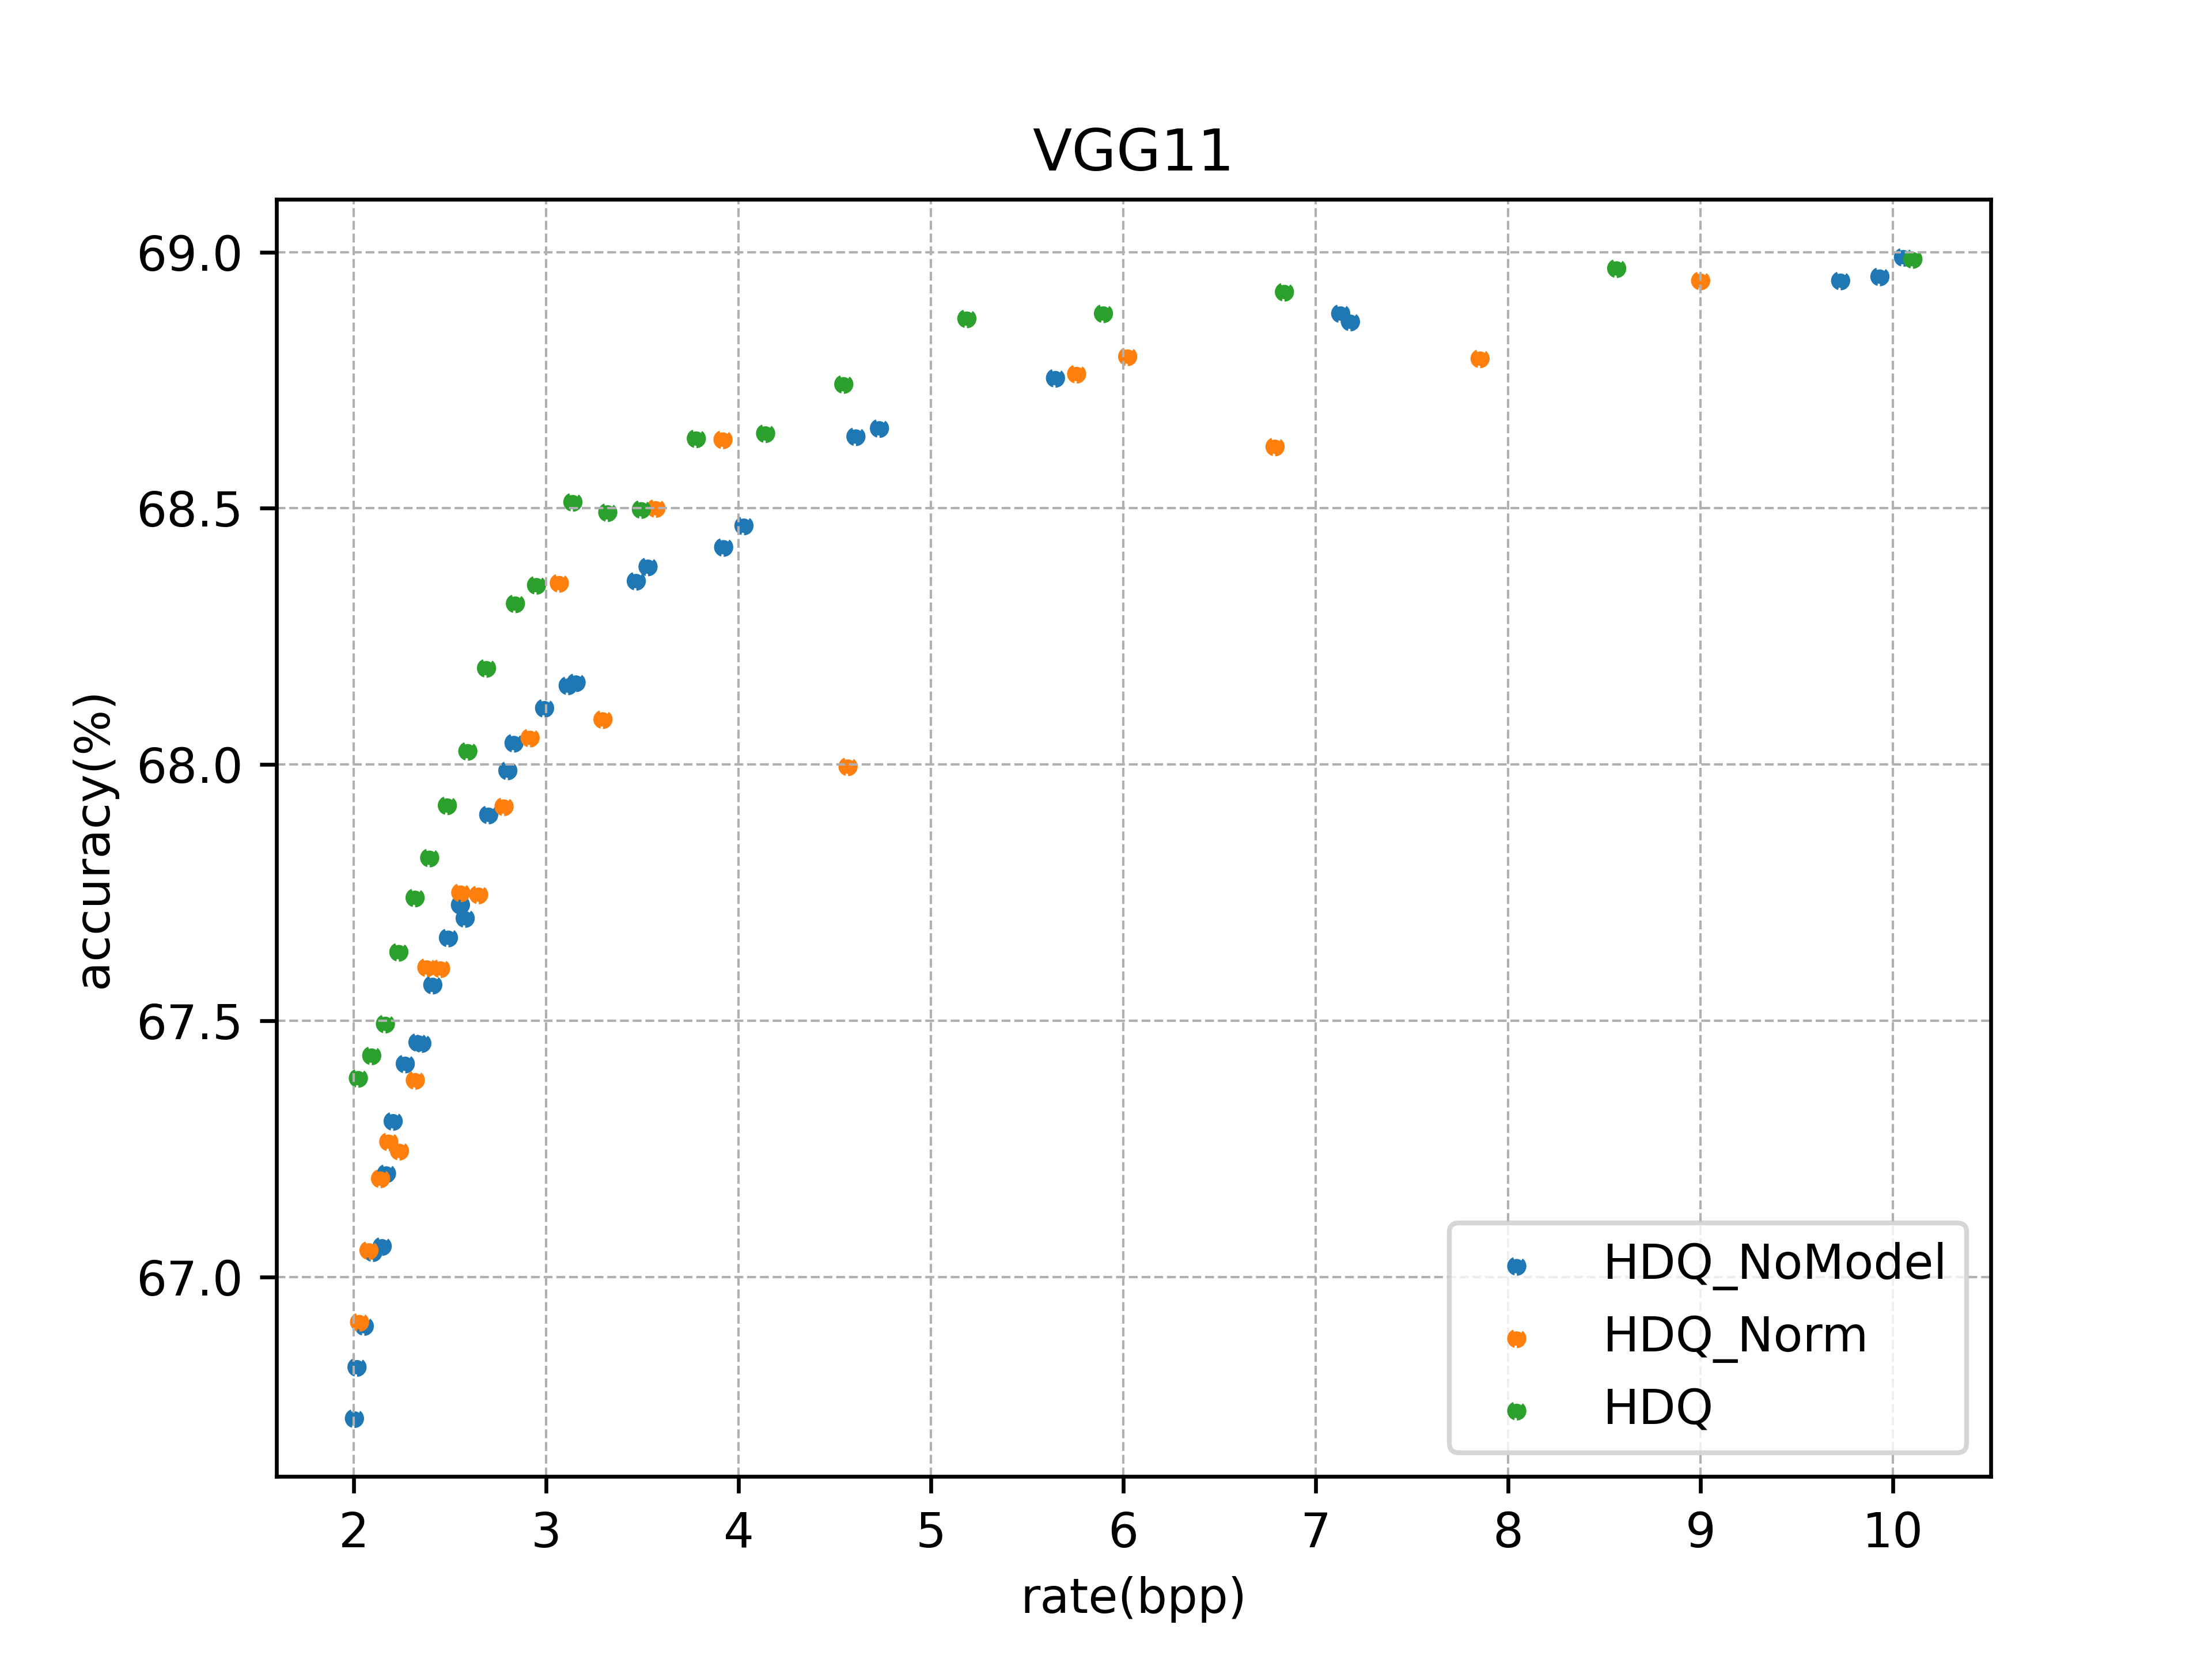 VGG11
69.0
68.5
68.0
67.5
67.0
accuracy(%)
2 3 4 5 6 7 8 9 10
rate(bpp)
HDQ_NoModel
HDQ_Norm
HDQ